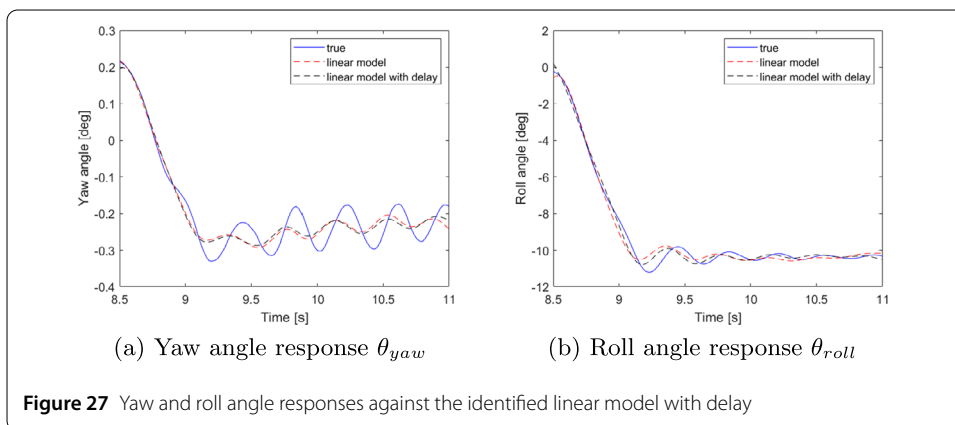 0.3
0.2
0.1
0
-0.1
-0.2
-0.3
-0.4
Yaw angle [deg]
true
linear model
linear model with delay
8.5 9 9.5 10 10.5 11
Time [s]
(a) Yaw angle response θyaw
2
0
-2
-4
-6
-8
-10
-12
Roll angle [deg]
true
linear model
linear model with delay
8.5 9 9.5 10 10.5 11
Time [s]
(b) Roll angle response θroll
Figure 27 Yaw and roll angle responses against the identified linear model with delay